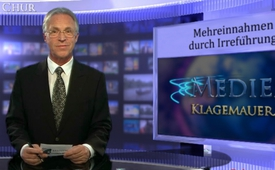 CHUR
Mehreinnahmen
durch Irreführung
MEDIEN
KLAGEMAUER